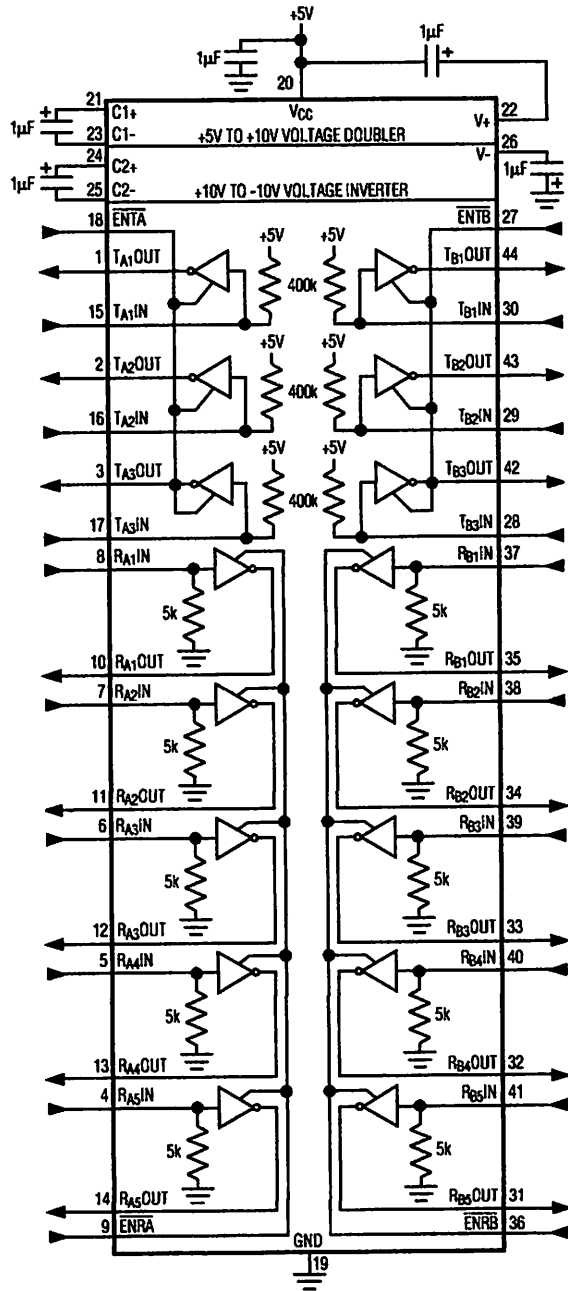 +5V
1µF
1µF +
20
21 C1+ VCC V+ 22
+
1µF
23 C1- +5V TO +10V VOLTAGE DOUBLER V- 26
24 C2+
+
1µF 1µF
+
25 C2- +10V TO -10V VOLTAGE INVERTER
18 ENTA ENTB 27
+5V +5V
1 TA1OUT TB1OUT 44
400k
15 TA1IN TB1IN 30
+5V +5V
2 TA2OUT TB2OUT 43
400k
16 TA2IN TB2IN 29
+5V +5V
3 TA3OUT TB3OUT 42
400k
17 TA3IN TB3IN 28
8 RA1IN RB1IN 37
5k 5k
10 RA1OUT RB1OUT 35
7 RA2IN RB2IN 38
5k 5k
11 RA2OUT RB2OUT 34
6 RA3IN RB3IN 39
5k 5k
12 RA3OUT RB3OUT 33
5 RA4IN RB4IN 40
5k 5k
13 RA4OUT RB4OUT 32
4 RA5IN RB5IN 41
5k 5k
14 RA5OUT RB5OUT 31
9 ENRA ENRB 36
GND
19